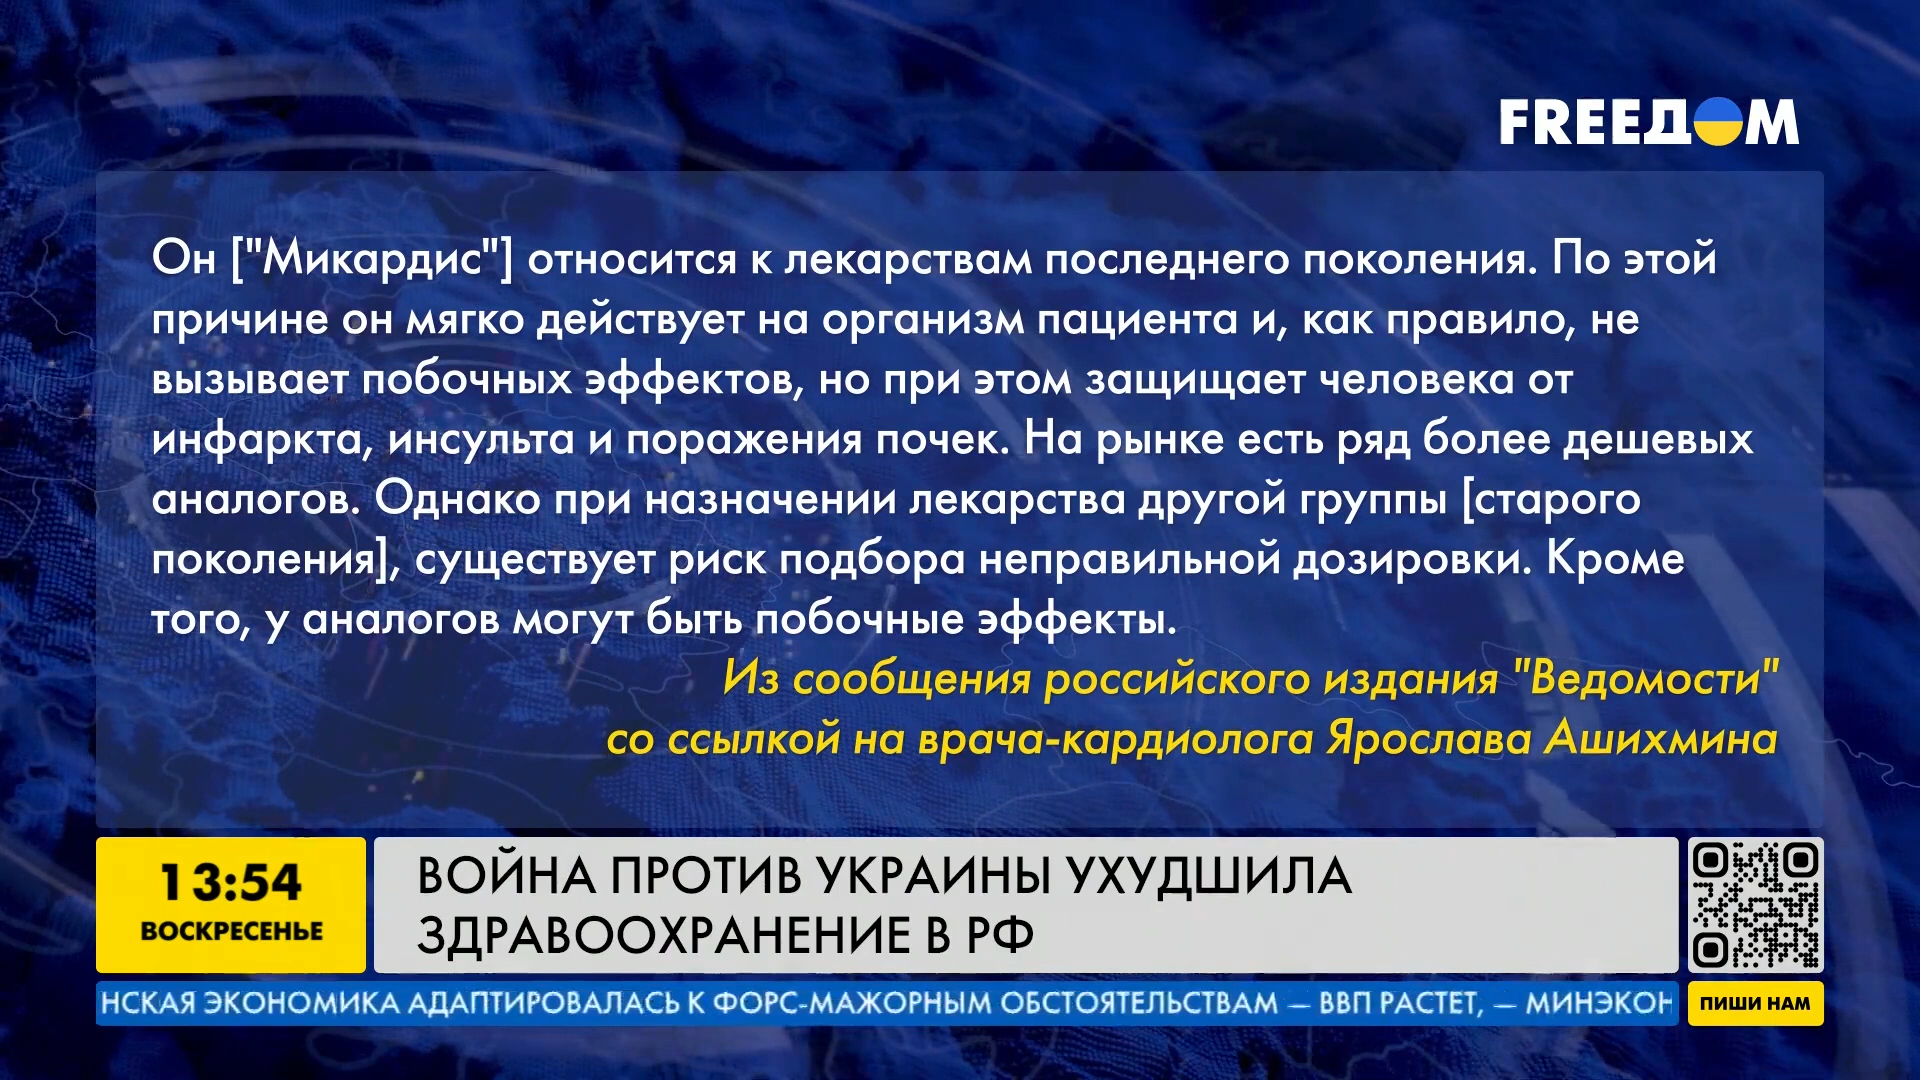 FREEДOM
Он ["Микардис"] относится к лекарствам последнего поколения. По этой
причине он мягко действует на организм пациента и, как правило, не
вызывает побочных эффектов, но при этом защищает человека от
инфаркта, инсульта и поражения почек. На рынке есть ряд более дешевых
аналогов. Однако при назначении лекарства другой группы [старого
поколения], существует риск подбора неправильной дозировки. Кроме
того, у аналогов могут быть побочные эффекты.
Из сообщения российского издания "Ведомости"
со ссылкой на врача-кардиолога Ярослава Ашихмина
13:54
ВОСКРЕСЕНЬЕ
ВОЙНА ПРОТИВ УКРАИНЫ УХУДШИЛА
ЗДРАВООХРАНЕНИЕ В РФ
НСКАЯ ЭКОНОМИКА АДАПТИРОВАЛАСЬ К ФОРС-МАЖОРНЫМ ОБСТОЯТЕЛЬСТВАМ — ВВП РАСТЕТ, — МИНЭКОН
ПИШИ НАМ